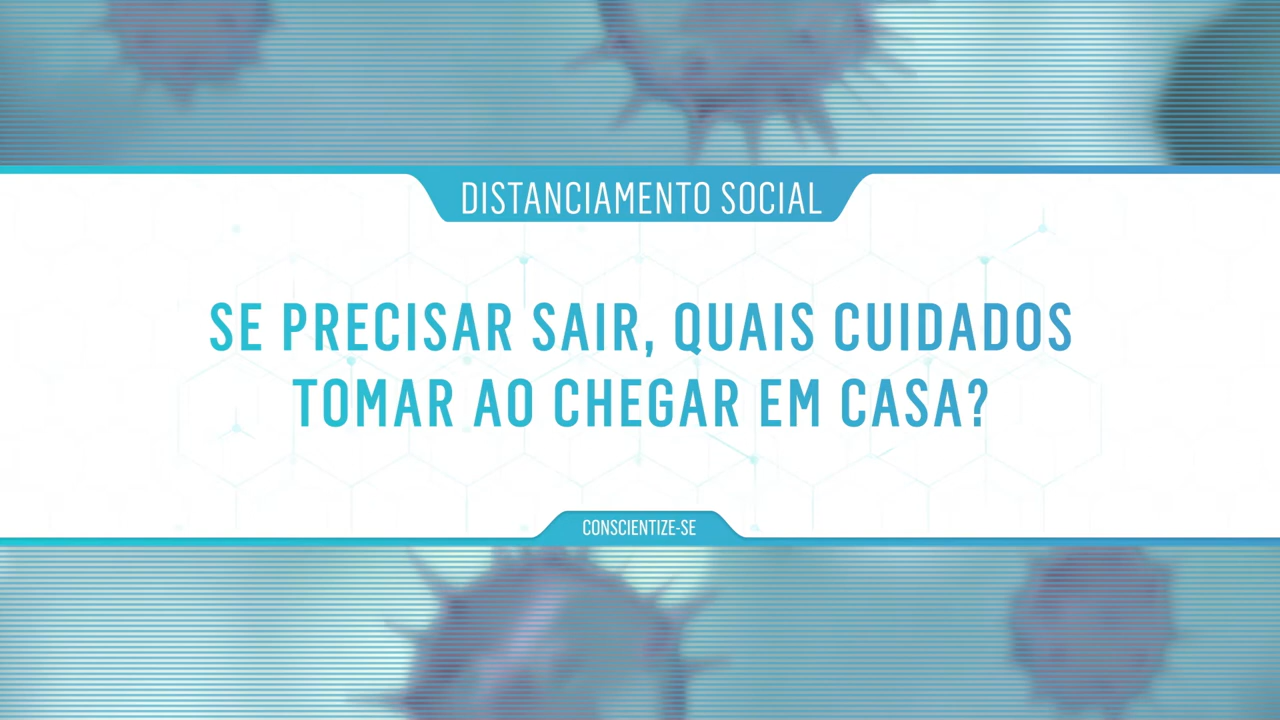 DISTANCIAMENTO SOCIAL
SE PRECISAR SAIR, QUAIS CUIDADOS
TOMAR AO CHEGAR EM CASA?
CONSCIENTIZE-SE